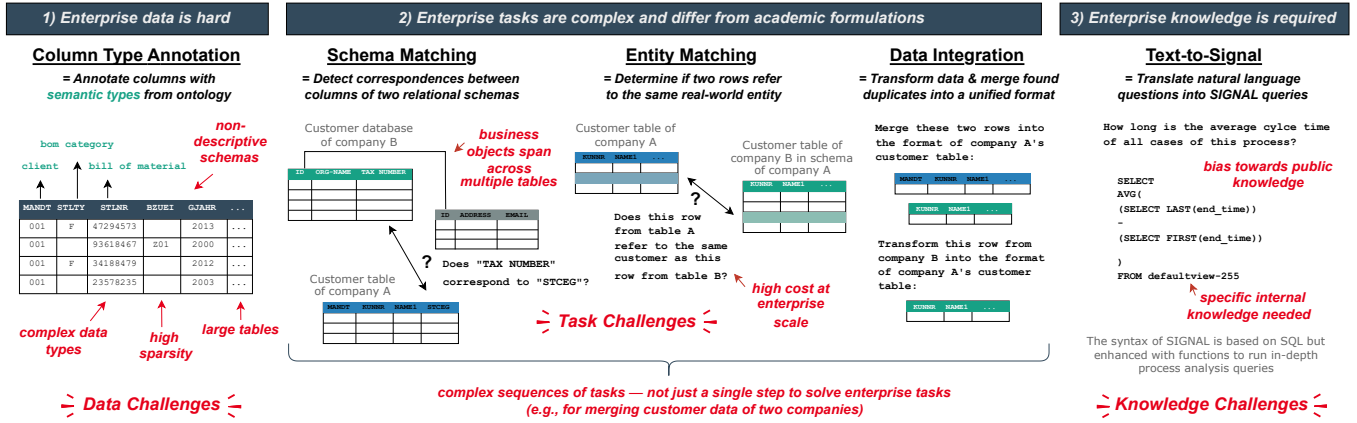 1) Enterprise data is hard
Column Type Annotation
= Annotate columns with
semantic types from ontology
non-
descriptive
schemas
bom category
client
bill of material
MANDT STLTY STLNR BZUEI GJAHR ...
001 F 47294573 2013 ...
001 93618467 Z01 2000 ...
001 F 34188479 2012 ...
001 23578235 2003 ...
complex data
types
high
sparsity
large tables
Data Challenges
2) Enterprise tasks are complex and differ from academic formulations
Schema Matching
= Detect correspondences between
columns of two relational schemas
Customer database
of company B
business
objects span
across
multiple tables
ID ORG-NAME TAX NUMBER
ID ADDRESS EMAIL
?
Does "TAX NUMBER"
correspond to "STCEG"?
Customer table
of company A
MANDT KUNNR NAME1 STCEG
Entity Matching
= Determine if two rows refer
to the same real-world entity
Customer table of
company A
KUNNR NAME1 ...
Customer table of
company B in schema
of company A
KUNNR NAME1 ...
?
Does this row
from table A
refer to the same
customer as this
row from table B?
high cost at
enterprise
scale
Task Challenges
Data Integration
= Transform data & merge found
duplicates into a unified format
Merge these two rows into
the format of company A's
customer table:
MANDT KUNNR NAME1 ...
KUNNR NAME1 ...
Transform this row from
company B into the format
of company A's customer
table:
KUNNR NAME1 ...
complex sequences of tasks — not just a single step to solve enterprise tasks
(e.g., for merging customer data of two companies)
3) Enterprise knowledge is required
Text-to-Signal
= Translate natural language
questions into SIGNAL queries
How long is the average cylce time
of all cases of this process?
bias towards public
knowledge
SELECT
AVG(
(SELECT LAST(end_time))
-
(SELECT FIRST(end_time))
)
FROM defaultview-255
specific internal
knowledge needed
The syntax of SIGNAL is based on SQL but
enhanced with functions to run in-depth
process analysis queries
Knowledge Challenges